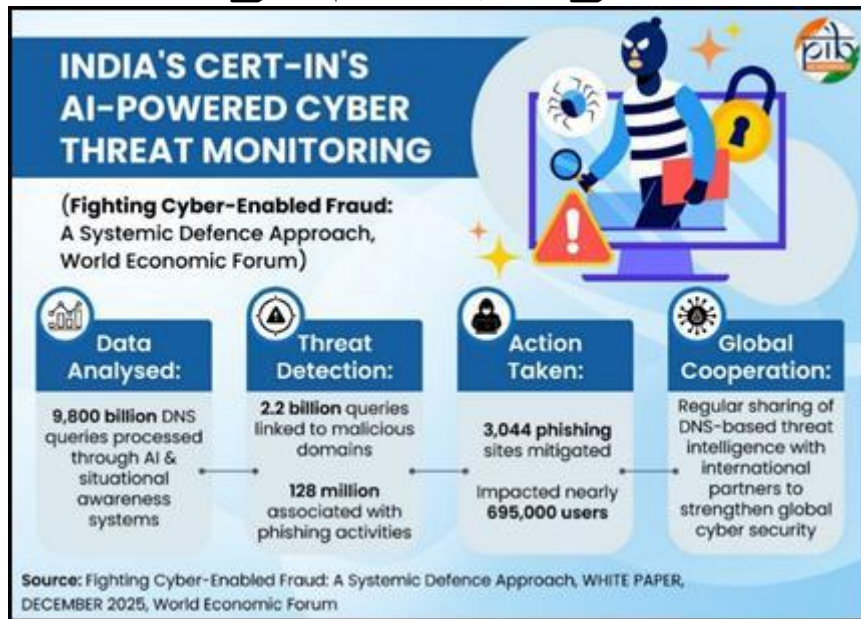 INDIA'S CERT-IN'S
AI-POWERED CYBER
THREAT MONITORING
pib
(Fighting Cyber-Enabled Fraud:
A Systemic Defence Approach,
World Economic Forum)
Data
Analysed:
9,800 billion DNS
queries processed
through AI &
situational
awareness
systems
Threat
Detection:
2.2 billion queries
linked to malicious
domains
128 million
associated with
phishing activities
Action
Taken:
3,044 phishing
sites mitigated
Impacted nearly
695,000 users
Global
Cooperation:
Regular sharing of
DNS-based threat
intelligence with
international
partners to
strengthen global
cyber security
Source: Fighting Cyber-Enabled Fraud: A Systemic Defence Approach, WHITE PAPER,
DECEMBER 2025, World Economic Forum